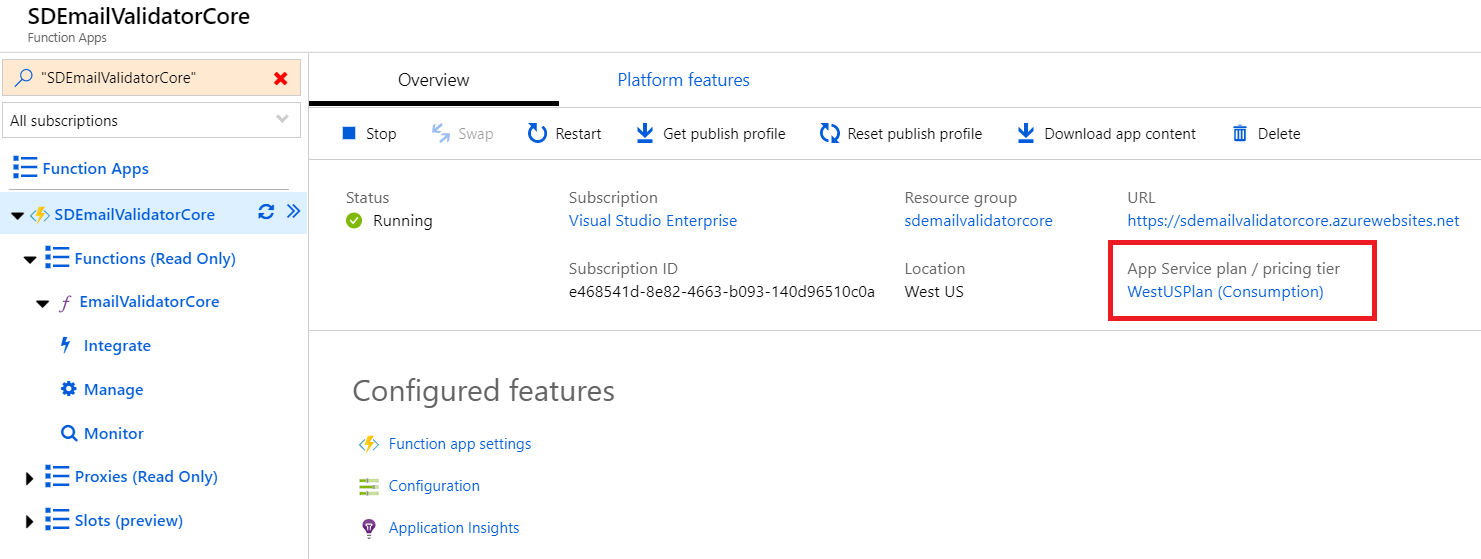 SDEmailValidatorCore
Function Apps
"SDEmailValidatorCore"
All subscriptions
Function Apps
SDEmailValidatorCore
Functions (Read Only)
f EmailValidatorCore
Integrate
Manage
Monitor
Proxies (Read Only)
Slots (preview)
Overview
Platform features
Stop
Swap
Restart
Get publish profile
Reset publish profile
Download app content
Delete
Status
Running
Subscription
Visual Studio Enterprise
Resource group
sdemailvalidatorcore
URL
https://sdemailvalidatorcore.azurewebsites.net
Subscription ID
e468541d-8e82-4663-b093-140d96510c0a
Location
West US
App Service plan / pricing tier
WestUSPlan (Consumption)
Configured features
Function app settings
Configuration
Application Insights